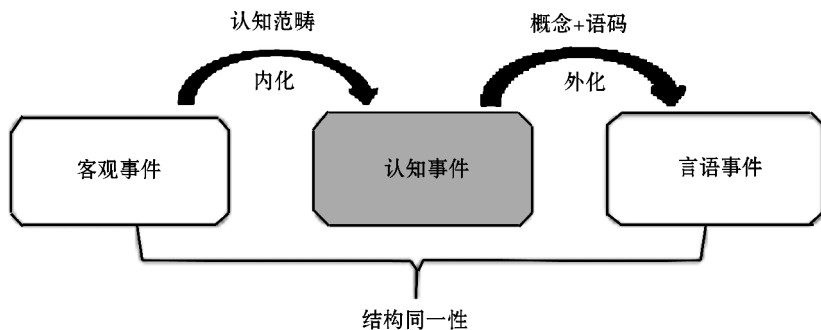 认知范畴
概念+语码
内化
外化
客观事件
认知事件
言语事件
结构同一性